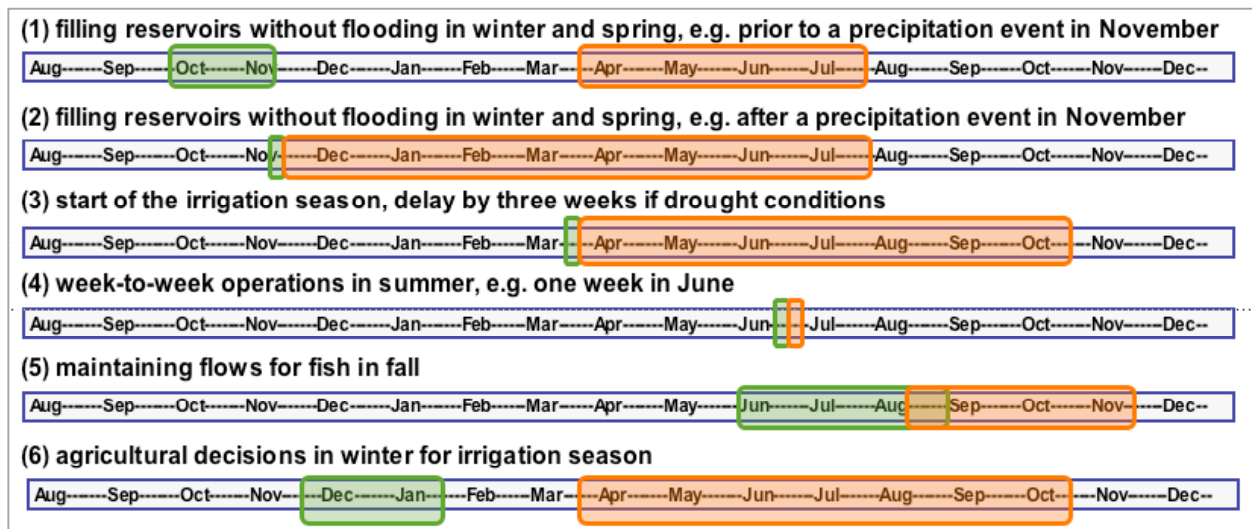 (1) filling reservoirs without flooding in winter and spring, e.g. prior to a precipitation event in November
Aug------Sep------Oct------Nov------Dec------Jan------Feb-----Mar-----Apr------May------Jun------Jul------Aug------Sep------Oct------Nov------Dec--
(2) filling reservoirs without flooding in winter and spring, e.g. after a precipitation event in November
Aug------Sep------Oct------Nov------Dec------Jan------Feb-----Mar-----Apr------May------Jun------Jul------Aug------Sep------Oct------Nov------Dec--
(3) start of the irrigation season, delay by three weeks if drought conditions
Aug------Sep------Oct------Nov------Dec------Jan------Feb-----Mar-----Apr------May------Jun------Jul------Aug------Sep------Oct------Nov------Dec--
(4) week-to-week operations in summer, e.g. one week in June
Aug------Sep------Oct------Nov------Dec------Jan------Feb-----Mar-----Apr------May------Jun------Jul------Aug------Sep------Oct------Nov------Dec--
(5) maintaining flows for fish in fall
Aug------Sep------Oct------Nov------Dec------Jan------Feb-----Mar-----Apr------May------Jun------Jul------Aug------Sep------Oct------Nov------Dec--
(6) agricultural decisions in winter for irrigation season
Aug------Sep------Oct------Nov------Dec------Jan------Feb-----Mar-----Apr------May------Jun------Jul------Aug------Sep------Oct------Nov------Dec--